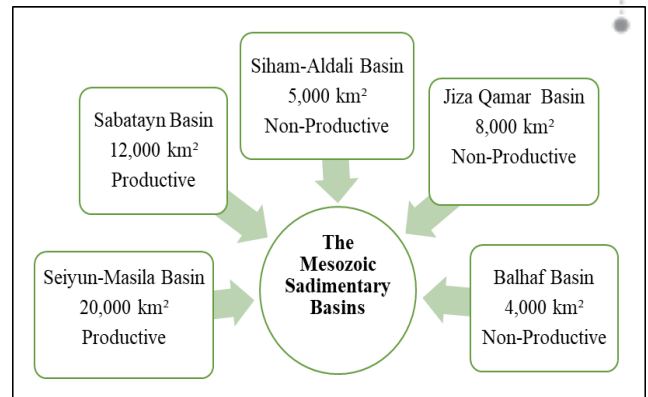 Siham-Aldali Basin
5,000 km²
Non-Productive
Jiza Qamar Basin
8,000 km²
Non-Productive
Sabatayn Basin
12,000 km²
Productive
The
Mesozoic
Sadimentary
Basins
Seiyun-Masila Basin
20,000 km²
Productive
Balhaf Basin
4,000 km²
Non-Productive